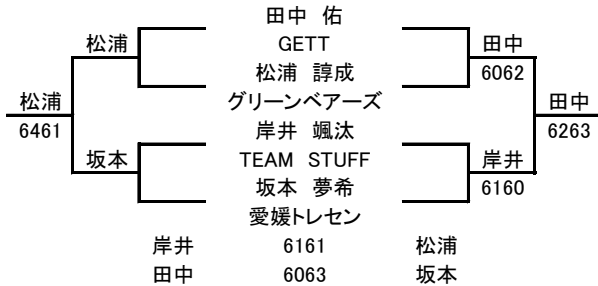 田中 佑
松浦 GETT 田中
松浦 諄成 6062
松浦 グリーンベアーズ 田中
6461 岸井 颯汰 6263
坂本 TEAM STUFF 岸井
坂本 夢希 6160
愛媛トレセン
岸井 6161 松浦
田中 6063 坂本